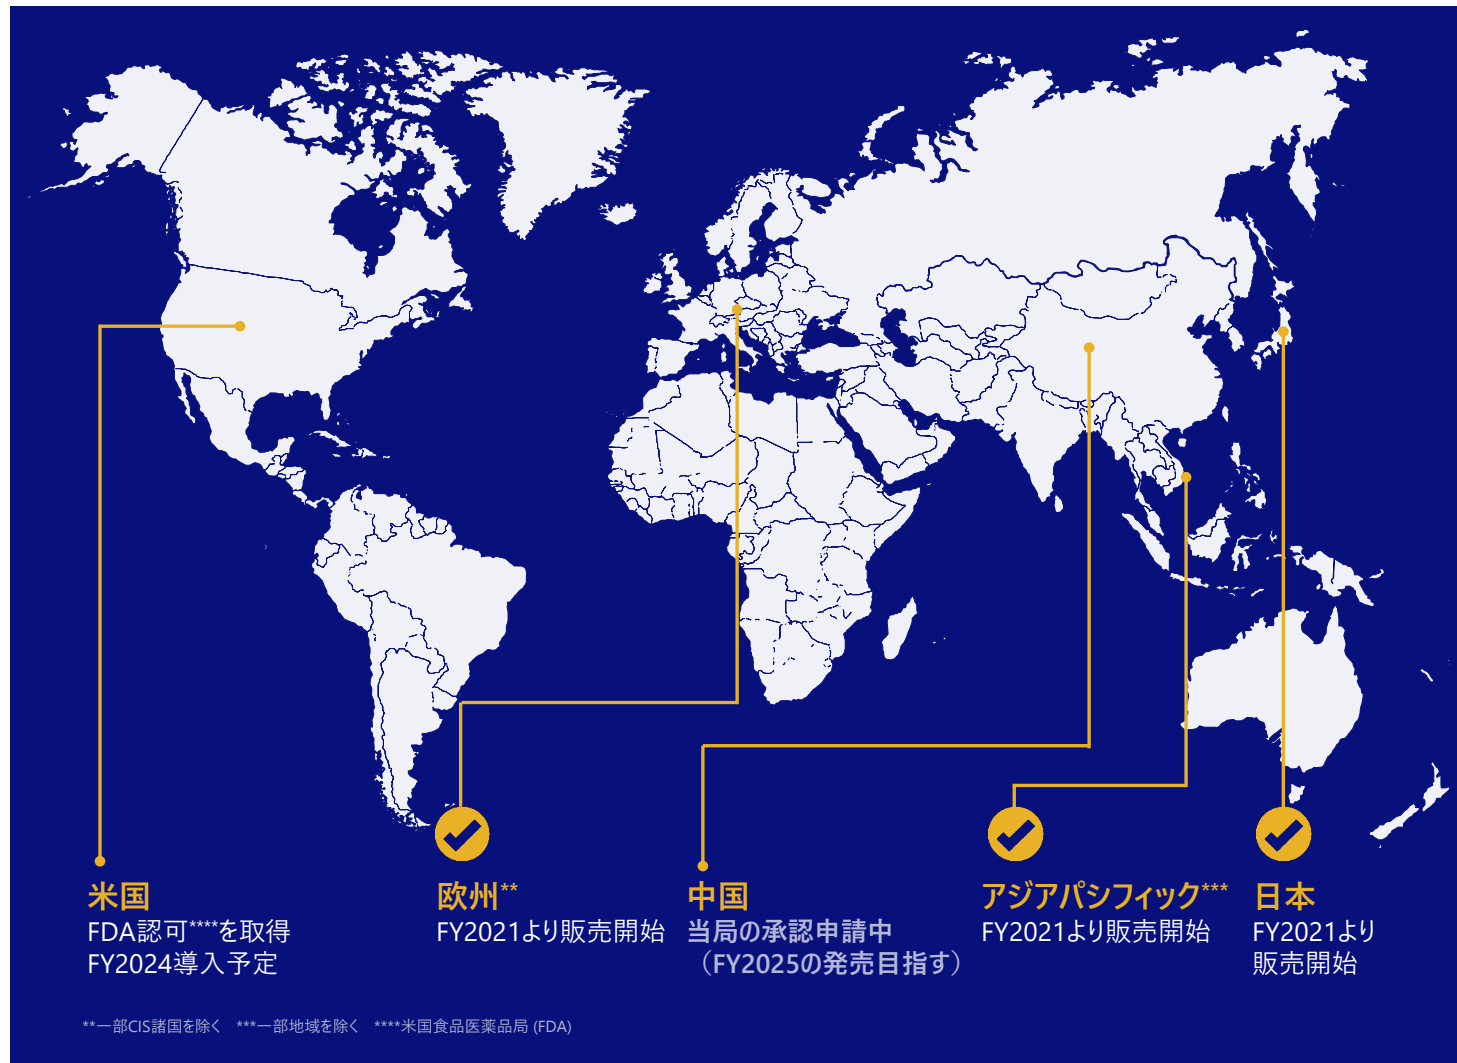 米国
FDA認可****を取得
FY2024導入予定
欧州**
FY2021より販売開始
中国
当局の承認申請中
（FY2025の発売目指す）
アジアパシフィック***
FY2021より販売開始
日本
FY2021より
販売開始
**一部CIS諸国を除く ***一部地域を除く ****米国食品医薬品局 (FDA)